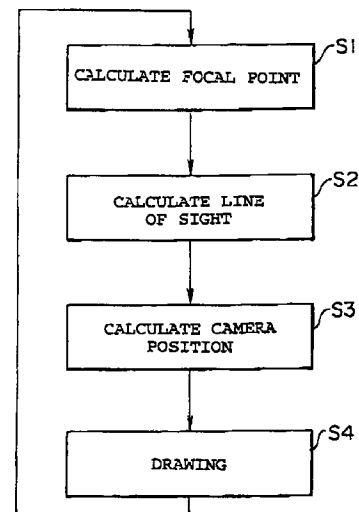 S1
CALCULATE FOCAL POINT
S2
CALCULATE LINE
OF SIGHT
S3
CALCULATE CAMERA
POSITION
S4
DRAWING